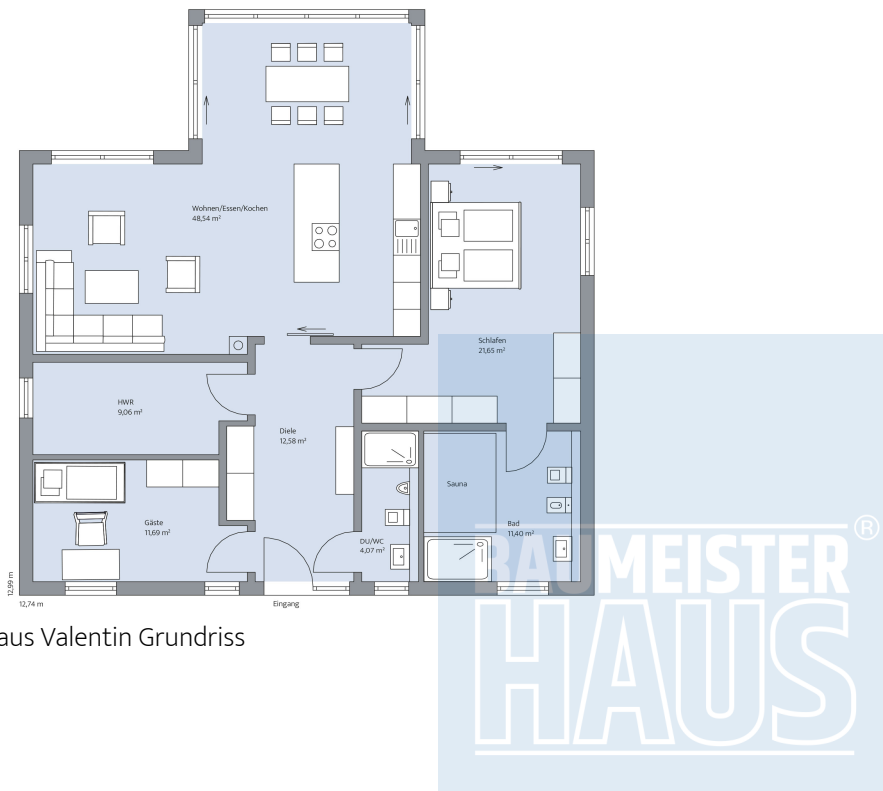 Wohnen/Essen/Kochen
48,54 m²
Schlafen
21,65 m²
HWR
9,06 m²
Diele
12,58 m²
Sauna
Gäste
11,69 m²
DU/WC
4,07 m²
Bad
11,40 m²
12,99 m
12,74 m
Eingang
aus Valentin Grundriss
BAUMEISTER®
HAUS